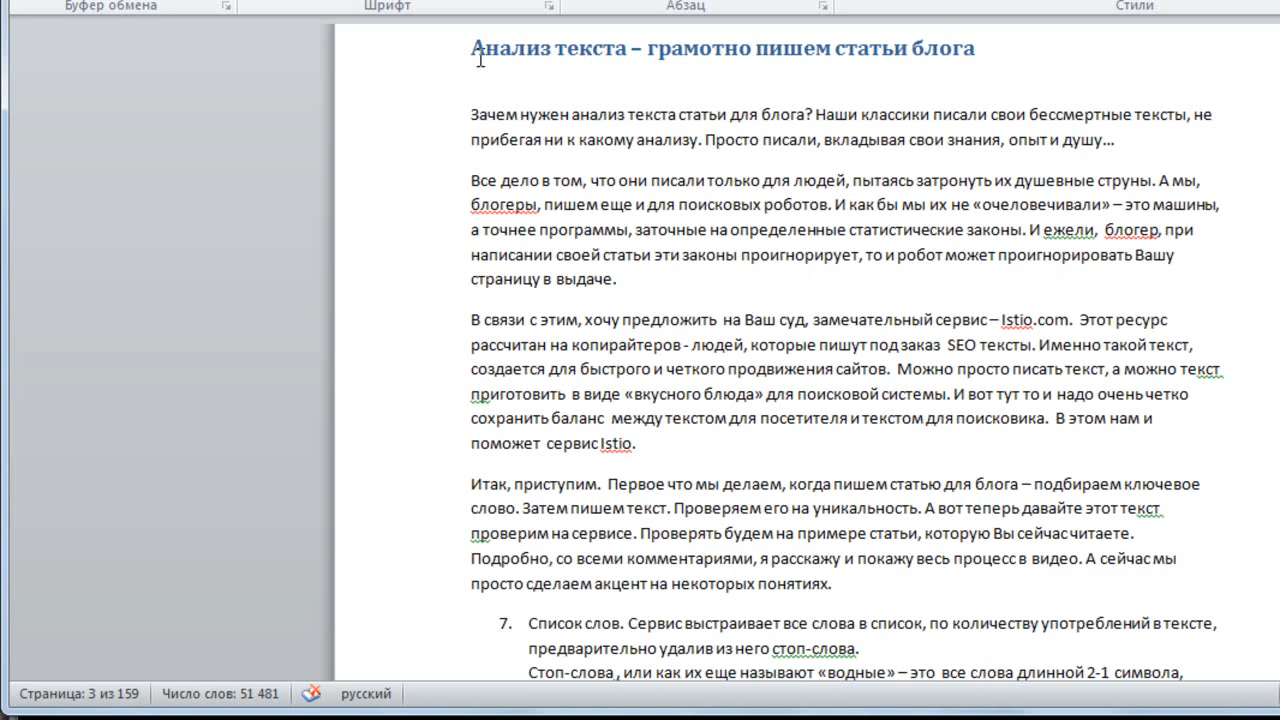 Буфер обмена Шрифт Абзац Стили
Анализ текста – грамотно пишем статьи блога
Зачем нужен анализ текста статьи для блога? Наши классики писали свои бессмертные тексты, не
прибегая ни к какому анализу. Просто писали, вкладывая свои знания, опыт и душу…
Все дело в том, что они писали только для людей, пытаясь затронуть их душевные струны. А мы,
блогеры, пишем еще и для поисковых роботов. И как бы мы их не «очеловечивали» – это машины,
а точнее программы, заточные на определенные статистические законы. И ежели, блогер, при
написании своей статьи эти законы проигнорирует, то и робот может проигнорировать Вашу
страницу в выдаче.
В связи с этим, хочу предложить на Ваш суд, замечательный сервис – Istio.com. Этот ресурс
рассчитан на копирайтеров - людей, которые пишут под заказ SEO тексты. Именно такой текст,
создается для быстрого и четкого продвижения сайтов. Можно просто писать текст, а можно текст
приготовить в виде «вкусного блюда» для поисковой системы. И вот тут то и надо очень четко
сохранить баланс между текстом для посетителя и текстом для поисковика. В этом нам и
поможет сервис Istio.
Итак, приступим. Первое что мы делаем, когда пишем статью для блога – подбираем ключевое
слово. Затем пишем текст. Проверяем его на уникальность. А вот теперь давайте этот текст
проверим на сервисе. Проверять будем на примере статьи, которую Вы сейчас читаете.
Подробно, со всеми комментариями, я расскажу и покажу весь процесс в видео. А сейчас мы
просто сделаем акцент на некоторых понятиях.
7. Список слов. Сервис выстраивает все слова в список, по количеству употреблений в тексте,
предварительно удалив из него стоп-слова.
Стоп-слова, или как их еще называют «водные» – это все слова длинной 2-1 символа,
Страница: 3 из 159 Число слов: 51 481 русский